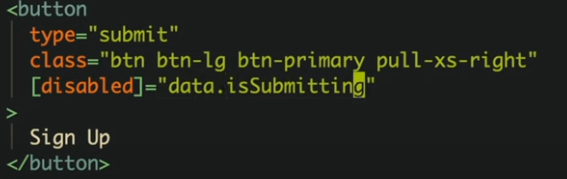 <button
type="submit"
class="btn btn-lg btn-primary pull-xs-right"
[disabled]="data.isSubmitting"
>
Sign Up
</button>